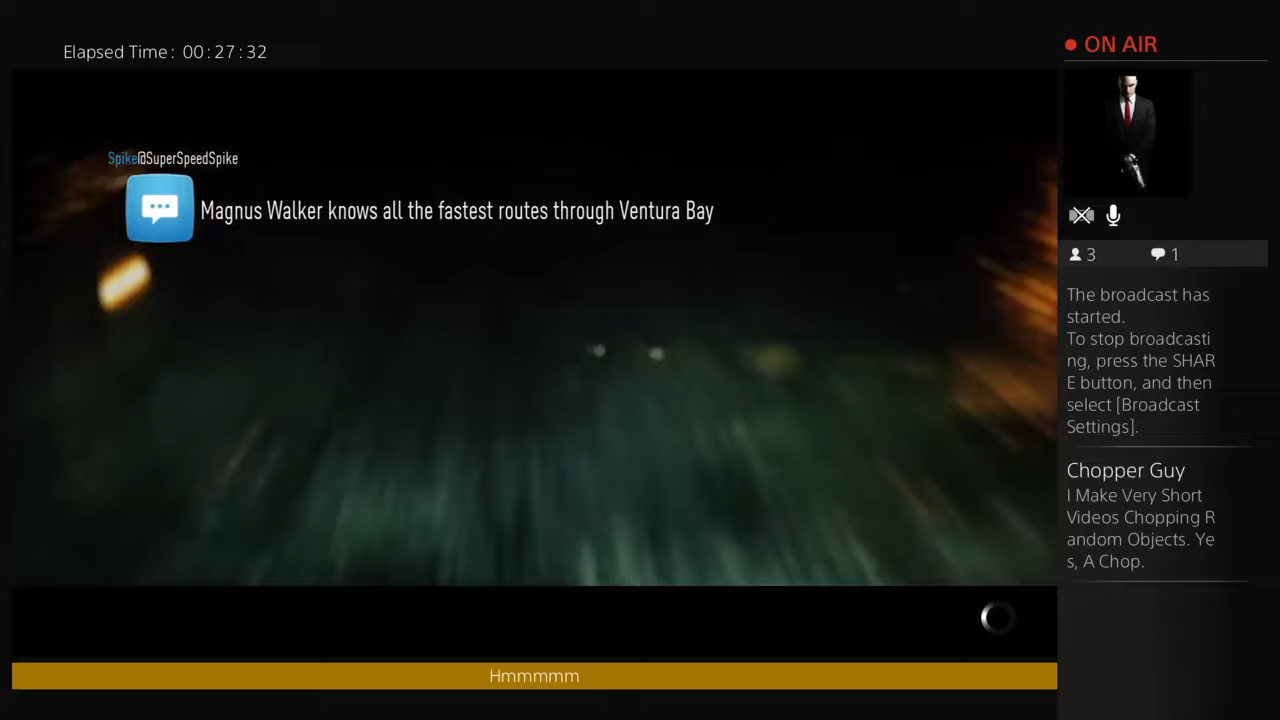 Elapsed Time: 00:27:32
ON AIR
Spike@SuperSpeedSpike
Magnus Walker knows all the fastest routes through Ventura Bay
3 1
The broadcast has
started.
To stop broadcasti
ng, press the SHAR
E button, and then
select [Broadcast
Settings].
Chopper Guy
I Make Very Short
Videos Chopping R
andom Objects. Ye
s, A Chop.
Hmmmmm